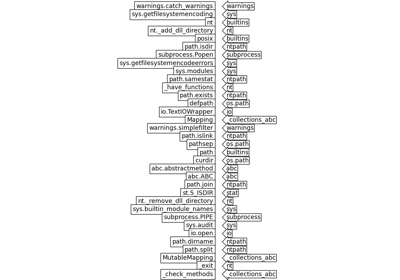 warnings.catch_warnings warnings
sys.getfilesystemencoding sys
nt builtins
nt._add_dll_directory nt
posix builtins
path.isdir ntpath
subprocess.Popen subprocess
sys.getfilesystemencodeerrors sys
sys.modules sys
path.samestat ntpath
_have_functions nt
path.exists ntpath
defpath os.path
io.TextIOWrapper io
Mapping _collections_abc
warnings.simplefilter warnings
path.islink ntpath
pathsep os.path
path builtins
curdir os.path
abc.abstractmethod abc
abc.ABC abc
path.join ntpath
st.S_ISDIR stat
nt._remove_dll_directory nt
sys.builtin_module_names sys
subprocess.PIPE subprocess
sys.audit sys
io.open io
path.dirname ntpath
path.split ntpath
MutableMapping _collections_abc
_exit nt
_check_methods _collections_abc